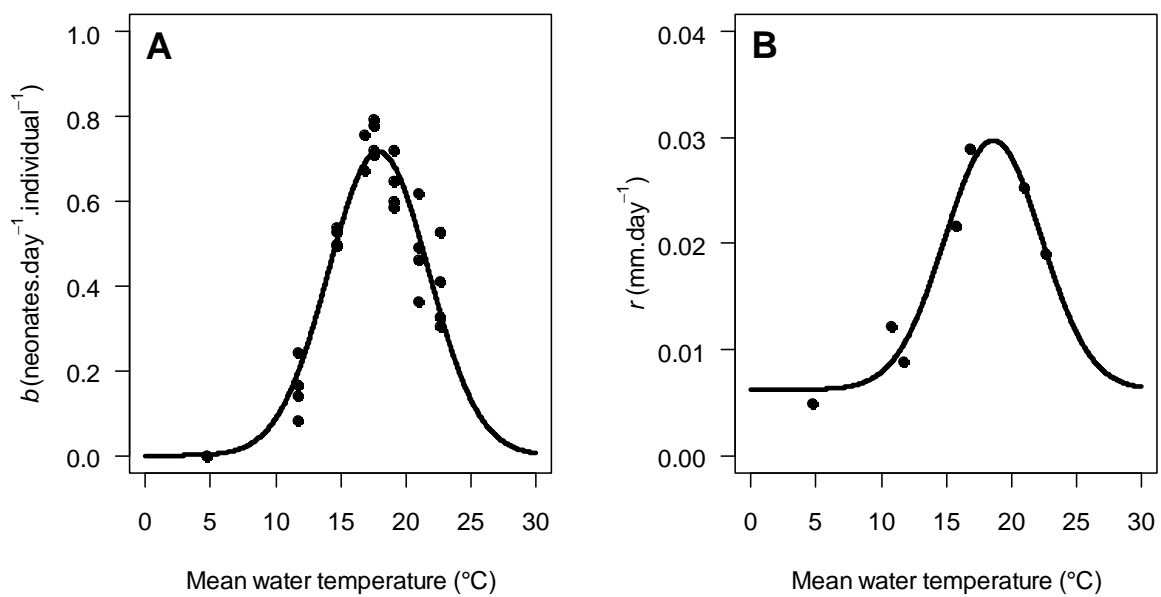 A
b(neonates.day⁻¹.individual⁻¹)
1.0
0.8
0.6
0.4
0.2
0.0
0 5 10 15 20 25 30
Mean water temperature (°C)
B
r (mm.day⁻¹)
0.04
0.03
0.02
0.01
0.00
0 5 10 15 20 25 30
Mean water temperature (°C)